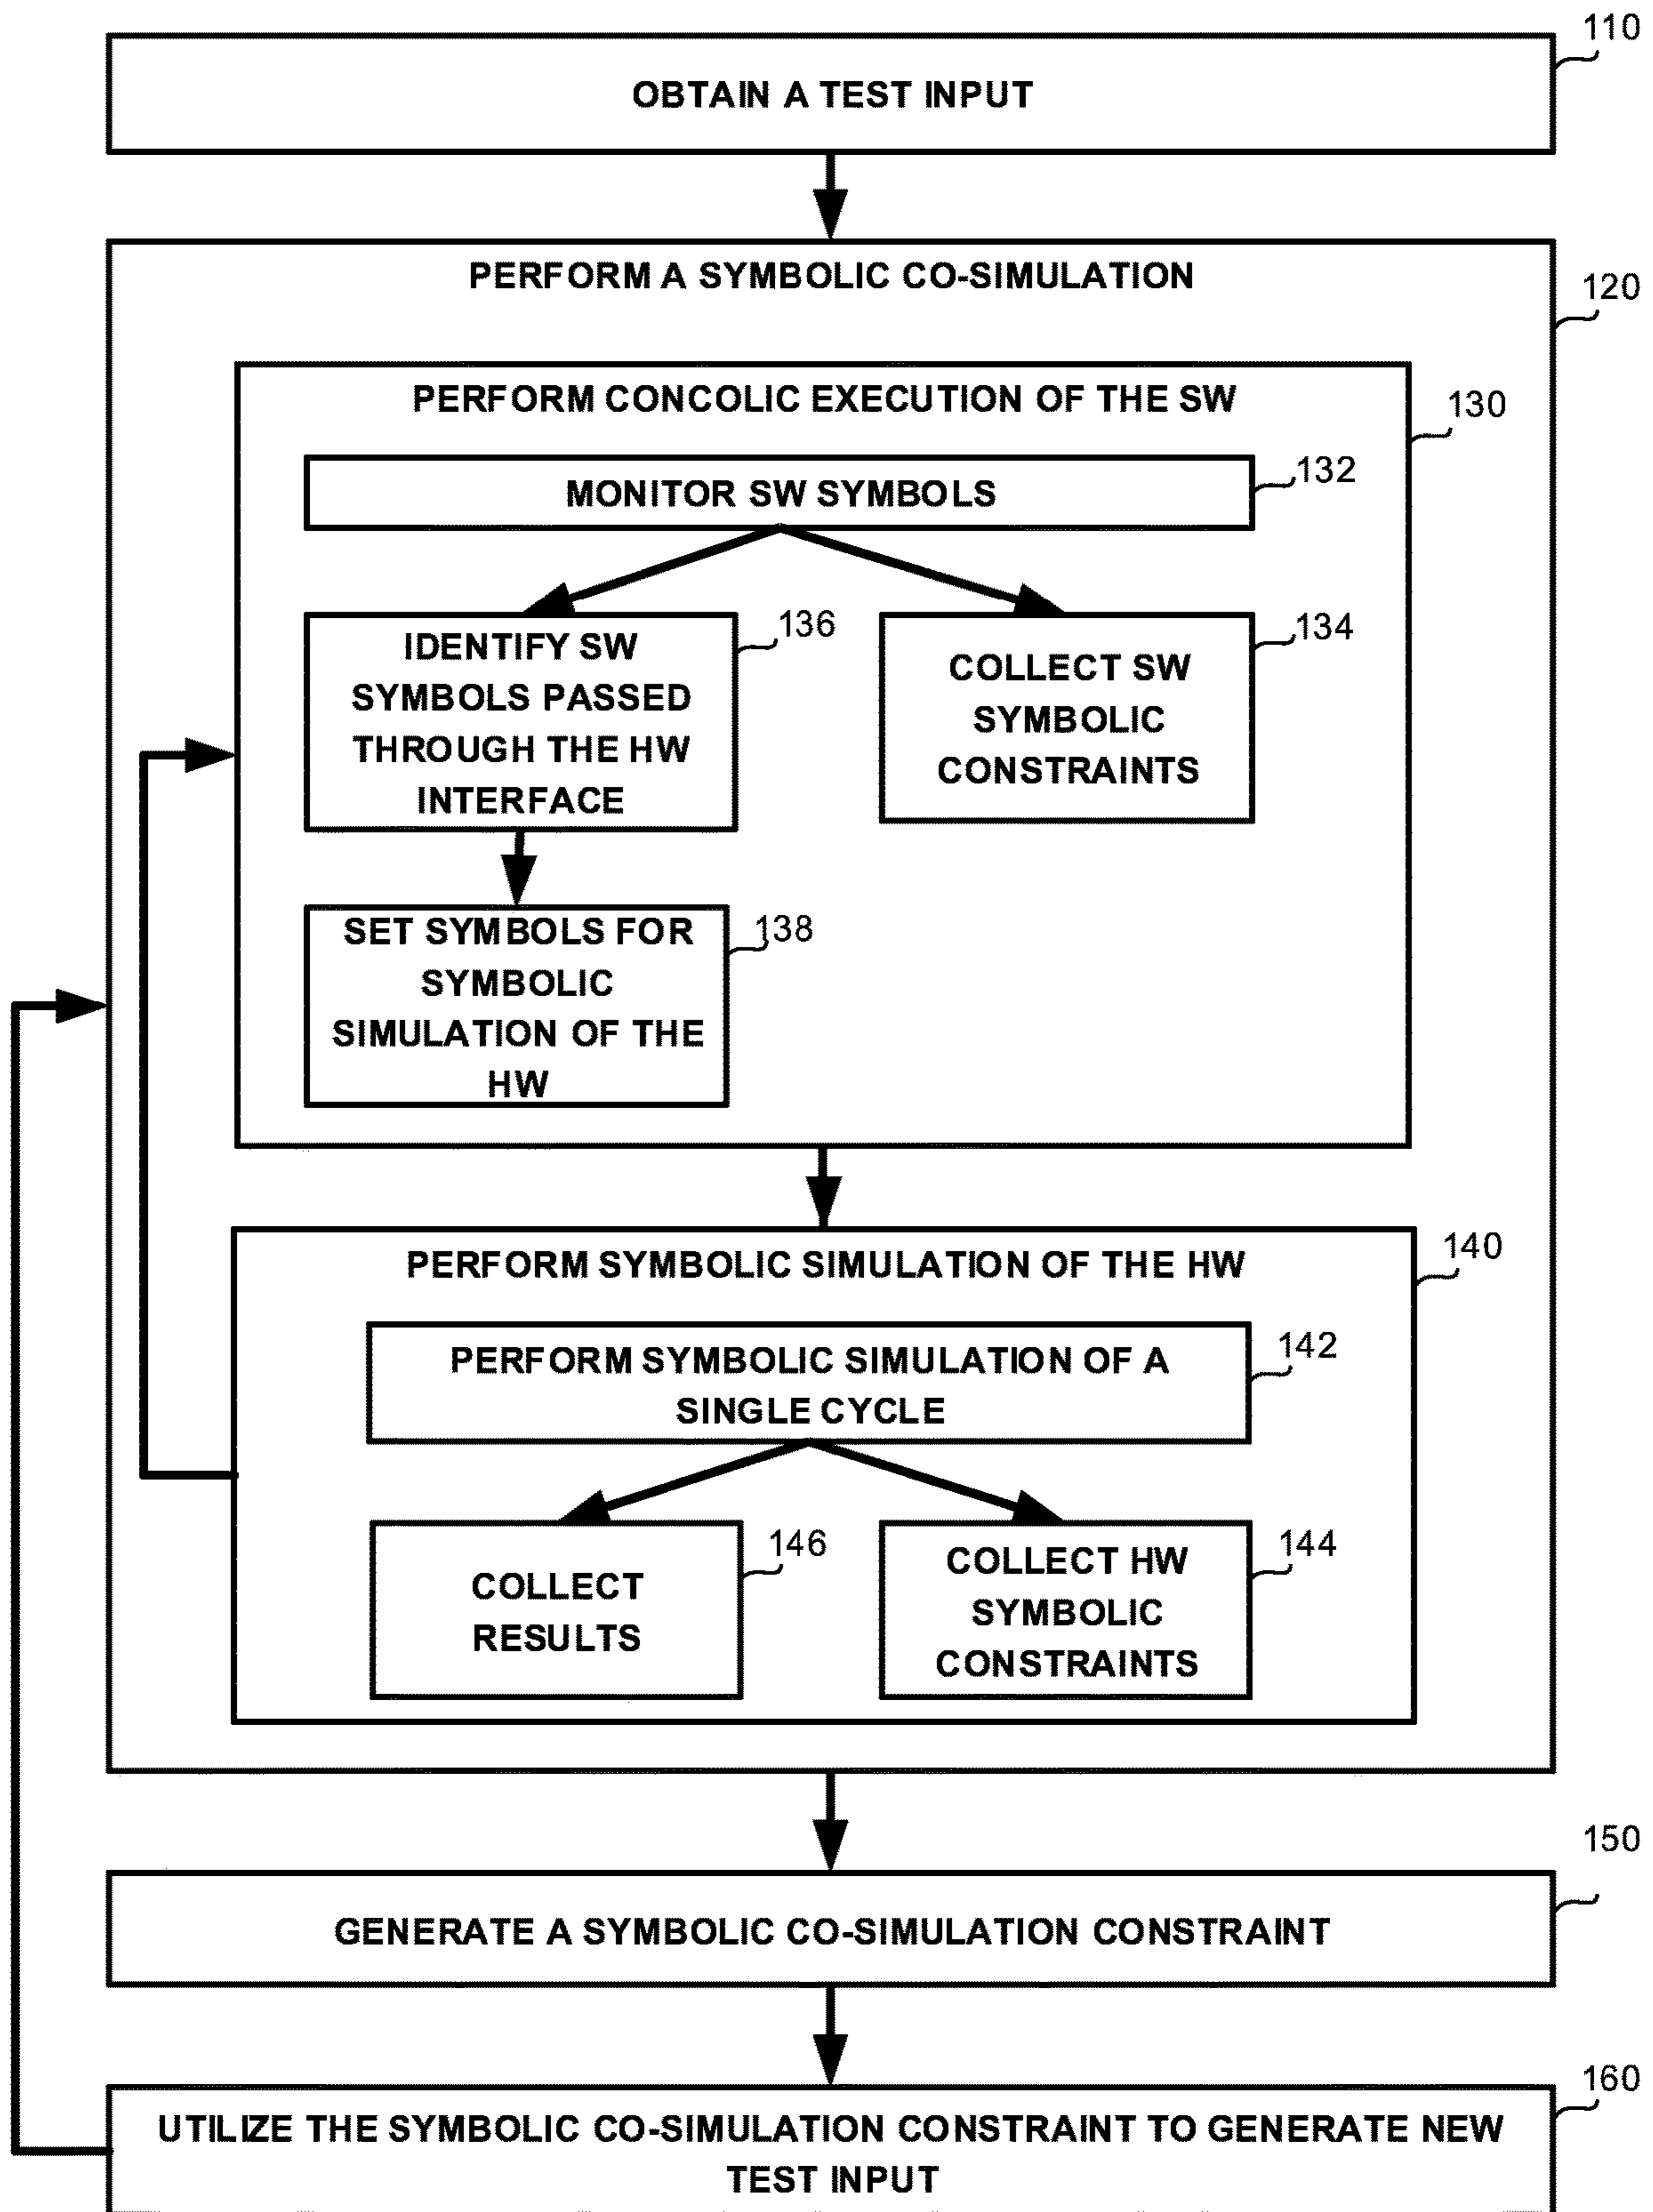 110
OBTAIN A TEST INPUT
PERFORM A SYMBOLIC CO-SIMULATION
120
PERFORM CONCOLIC EXECUTION OF THE SW
130
MONITOR SW SYMBOLS
132
IDENTIFY SW
SYMBOLS PASSED
THROUGH THE HW
INTERFACE
136
COLLECT SW
SYMBOLIC
CONSTRAINTS
134
SET SYMBOLS FOR
SYMBOLIC
SIMULATION OF THE
HW
138
PERFORM SYMBOLIC SIMULATION OF THE HW
140
PERFORM SYMBOLIC SIMULATION OF A
SINGLE CYCLE
142
COLLECT
RESULTS
146
COLLECT HW
SYMBOLIC
CONSTRAINTS
144
150
GENERATE A SYMBOLIC CO-SIMULATION CONSTRAINT
160
UTILIZE THE SYMBOLIC CO-SIMULATION CONSTRAINT TO GENERATE NEW
TEST INPUT